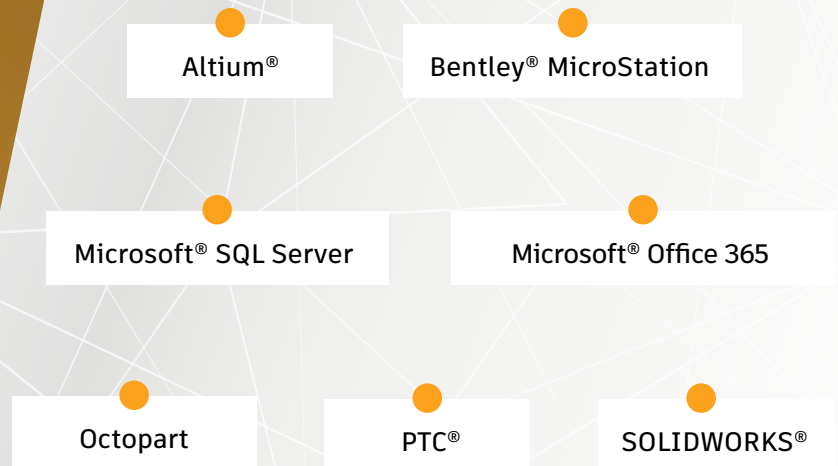 Altium®
Bentley® MicroStation
Microsoft® SQL Server
Microsoft® Office 365
Octopart
PTC®
SOLIDWORKS®